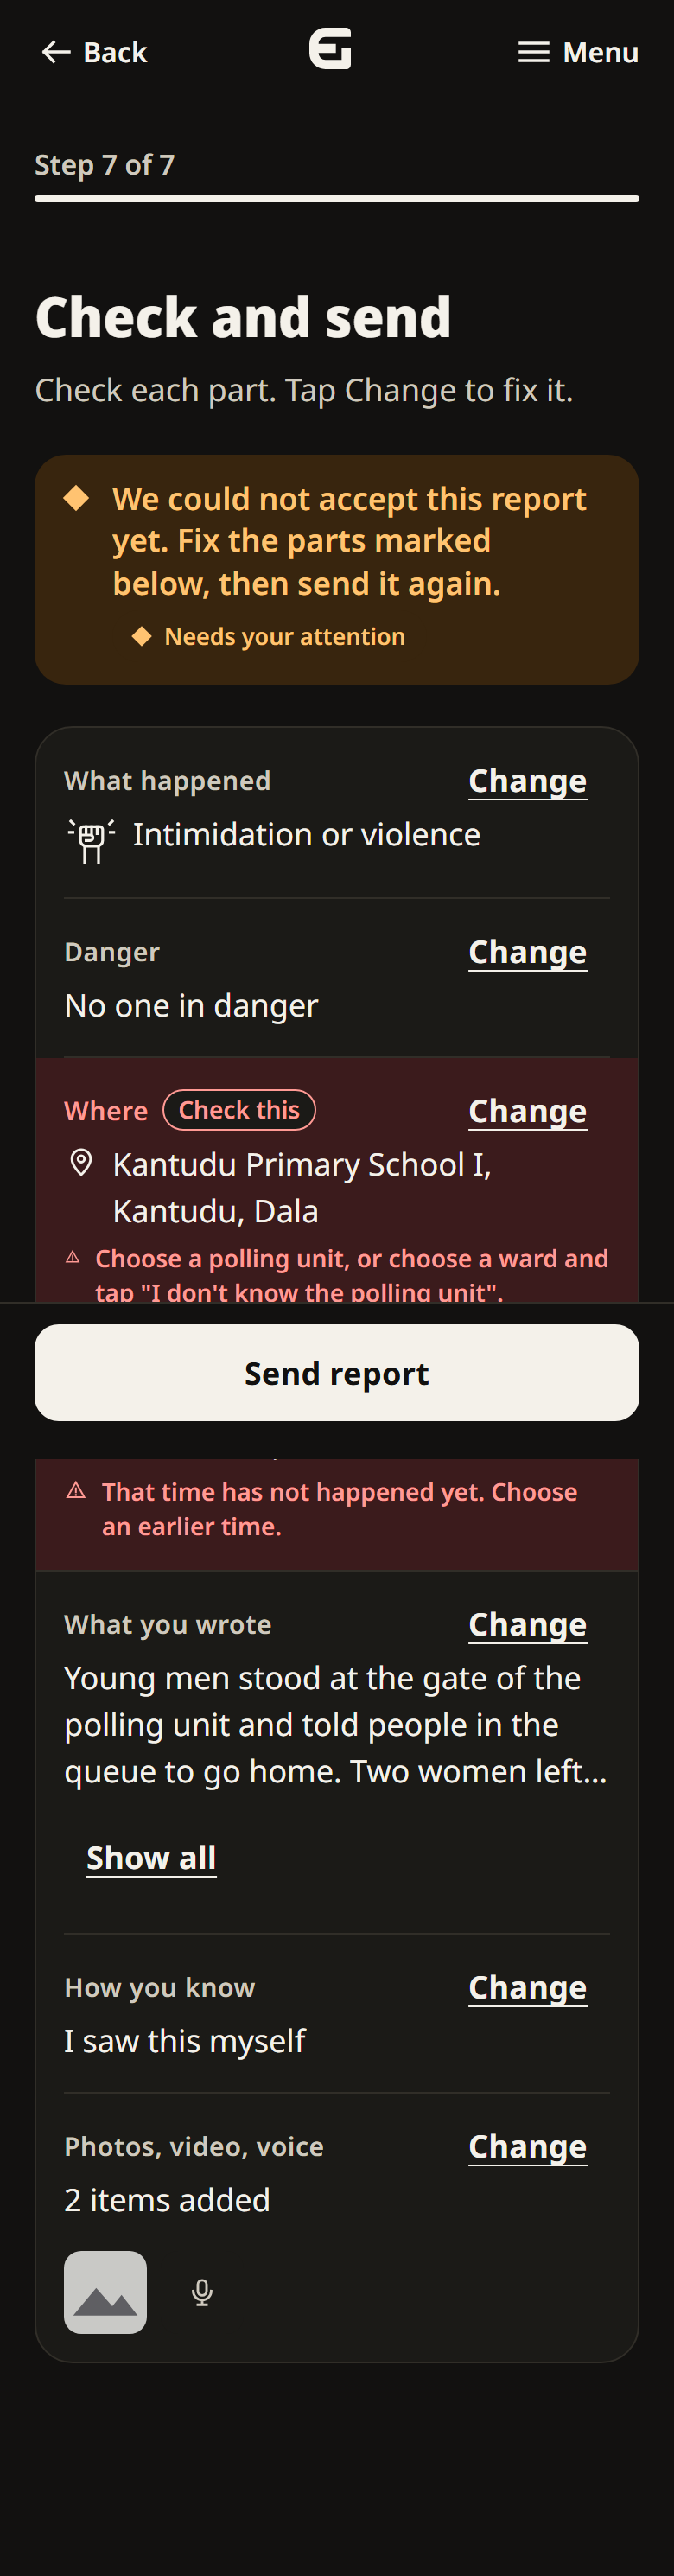 Back
Menu
Step 7 of 7
Check and send
Check each part. Tap Change to fix it.
We could not accept this report
yet. Fix the parts marked
below, then send it again.
Needs your attention
What happened
Change
Intimidation or violence
Danger
Change
No one in danger
Where
Check this
Change
Kantudu Primary School I,
Kantudu, Dala
Choose a polling unit, or choose a ward and
tap "I don't know the polling unit".
Send report
That time has not happened yet. Choose
an earlier time.
What you wrote
Change
Young men stood at the gate of the
polling unit and told people in the
queue to go home. Two women left...
Show all
How you know
Change
I saw this myself
Photos, video, voice
Change
2 items added